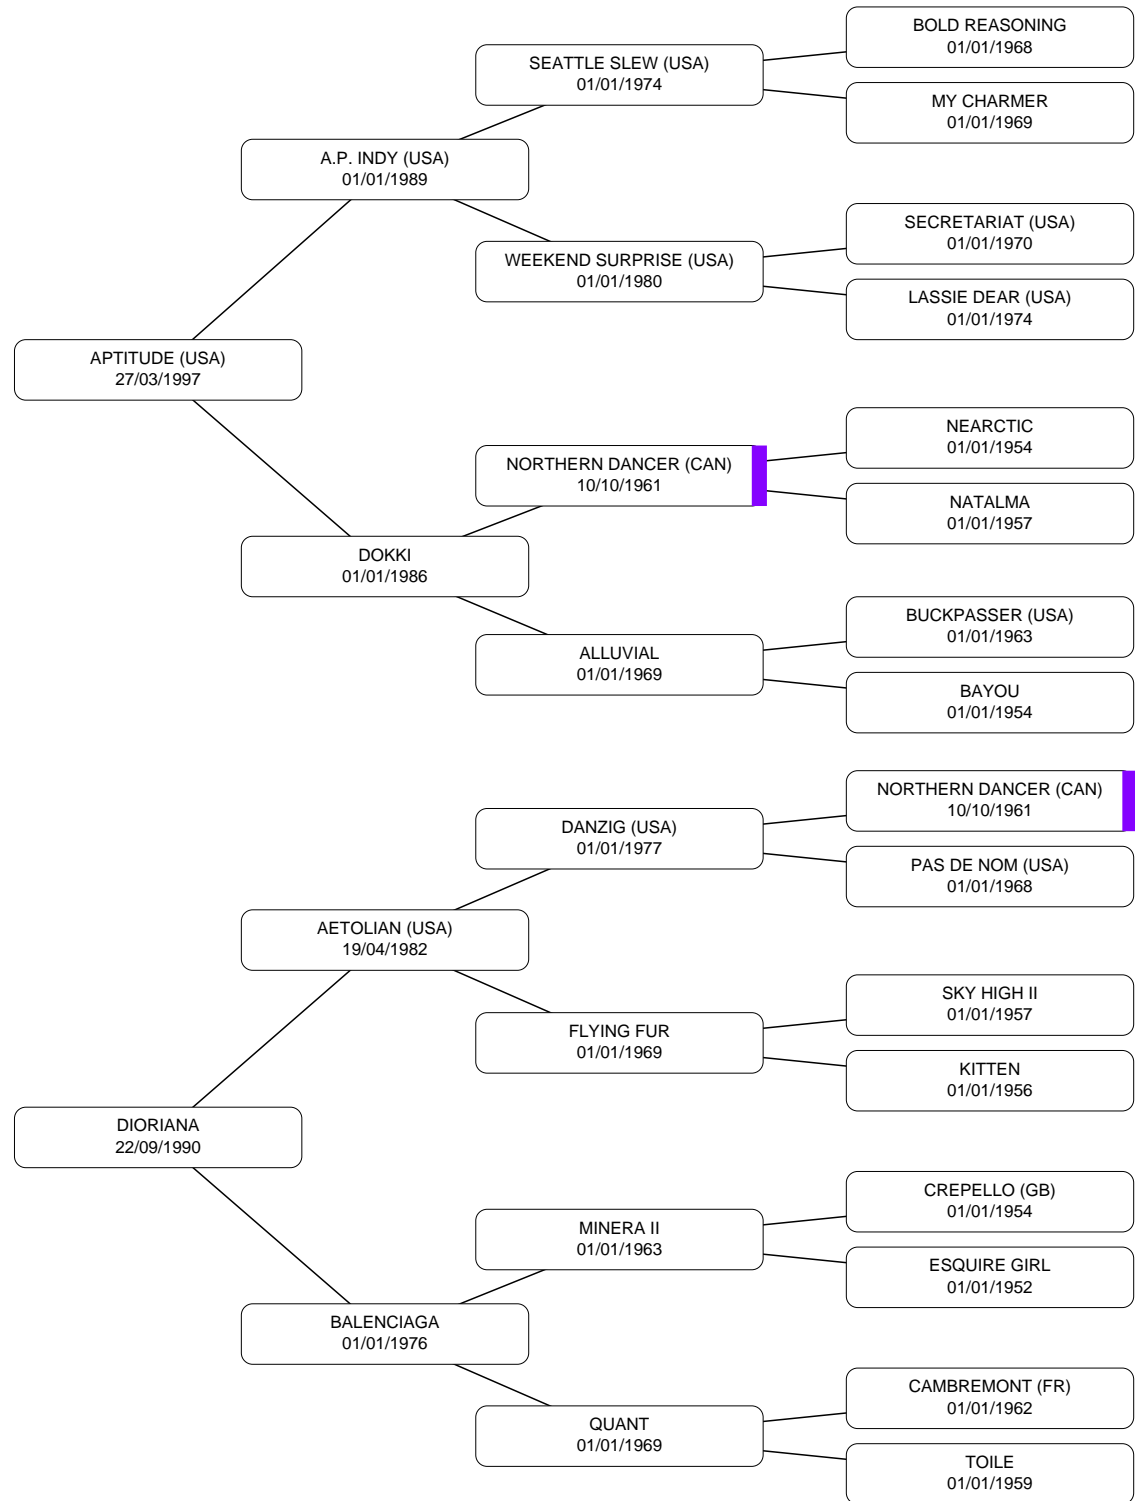 BOLD REASONING
01/01/1968
SEATTLE SLEW (USA)
01/01/1974
MY CHARMER
01/01/1969
A.P. INDY (USA)
01/01/1989
SECRETARIAT (USA)
01/01/1970
WEEKEND SURPRISE (USA)
01/01/1980
LASSIE DEAR (USA)
01/01/1974
APTITUDE (USA)
27/03/1997
NEARCTIC
01/01/1954
NORTHERN DANCER (CAN)
10/10/1961
NATALMA
01/01/1957
DOKKI
01/01/1986
BUCKPASSER (USA)
01/01/1963
ALLUVIAL
01/01/1969
BAYOU
01/01/1954
NORTHERN DANCER (CAN)
10/10/1961
DANZIG (USA)
01/01/1977
PAS DE NOM (USA)
01/01/1968
AETOLIAN (USA)
19/04/1982
SKY HIGH II
01/01/1957
FLYING FUR
01/01/1969
KITTEN
01/01/1956
DIORIANA
22/09/1990
CREPELLO (GB)
01/01/1954
MINERA II
01/01/1963
ESQUIRE GIRL
01/01/1952
BALENCIAGA
01/01/1976
CAMBREMONT (FR)
01/01/1962
QUANT
01/01/1969
TOILE
01/01/1959